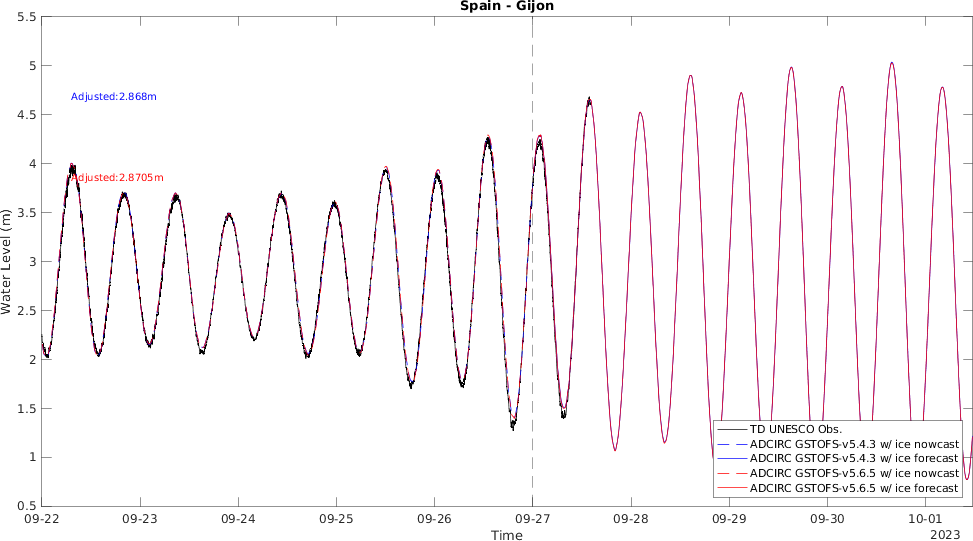 Spain - Gijon
5.5
5
4.5
4
3.5
3
2.5
2
1.5
1
0.5
Water Level (m)
Adjusted:2.868m
Adjusted:2.8705m
TD UNESCO Obs.
ADCIRC GSTOFS-v5.4.3 w/ ice nowcast
ADCIRC GSTOFS-v5.4.3 w/ ice forecast
ADCIRC GSTOFS-v5.6.5 w/ ice nowcast
ADCIRC GSTOFS-v5.6.5 w/ ice forecast
09-22 09-23 09-24 09-25 09-26 09-27 09-28 09-29 09-30 10-01
Time
2023